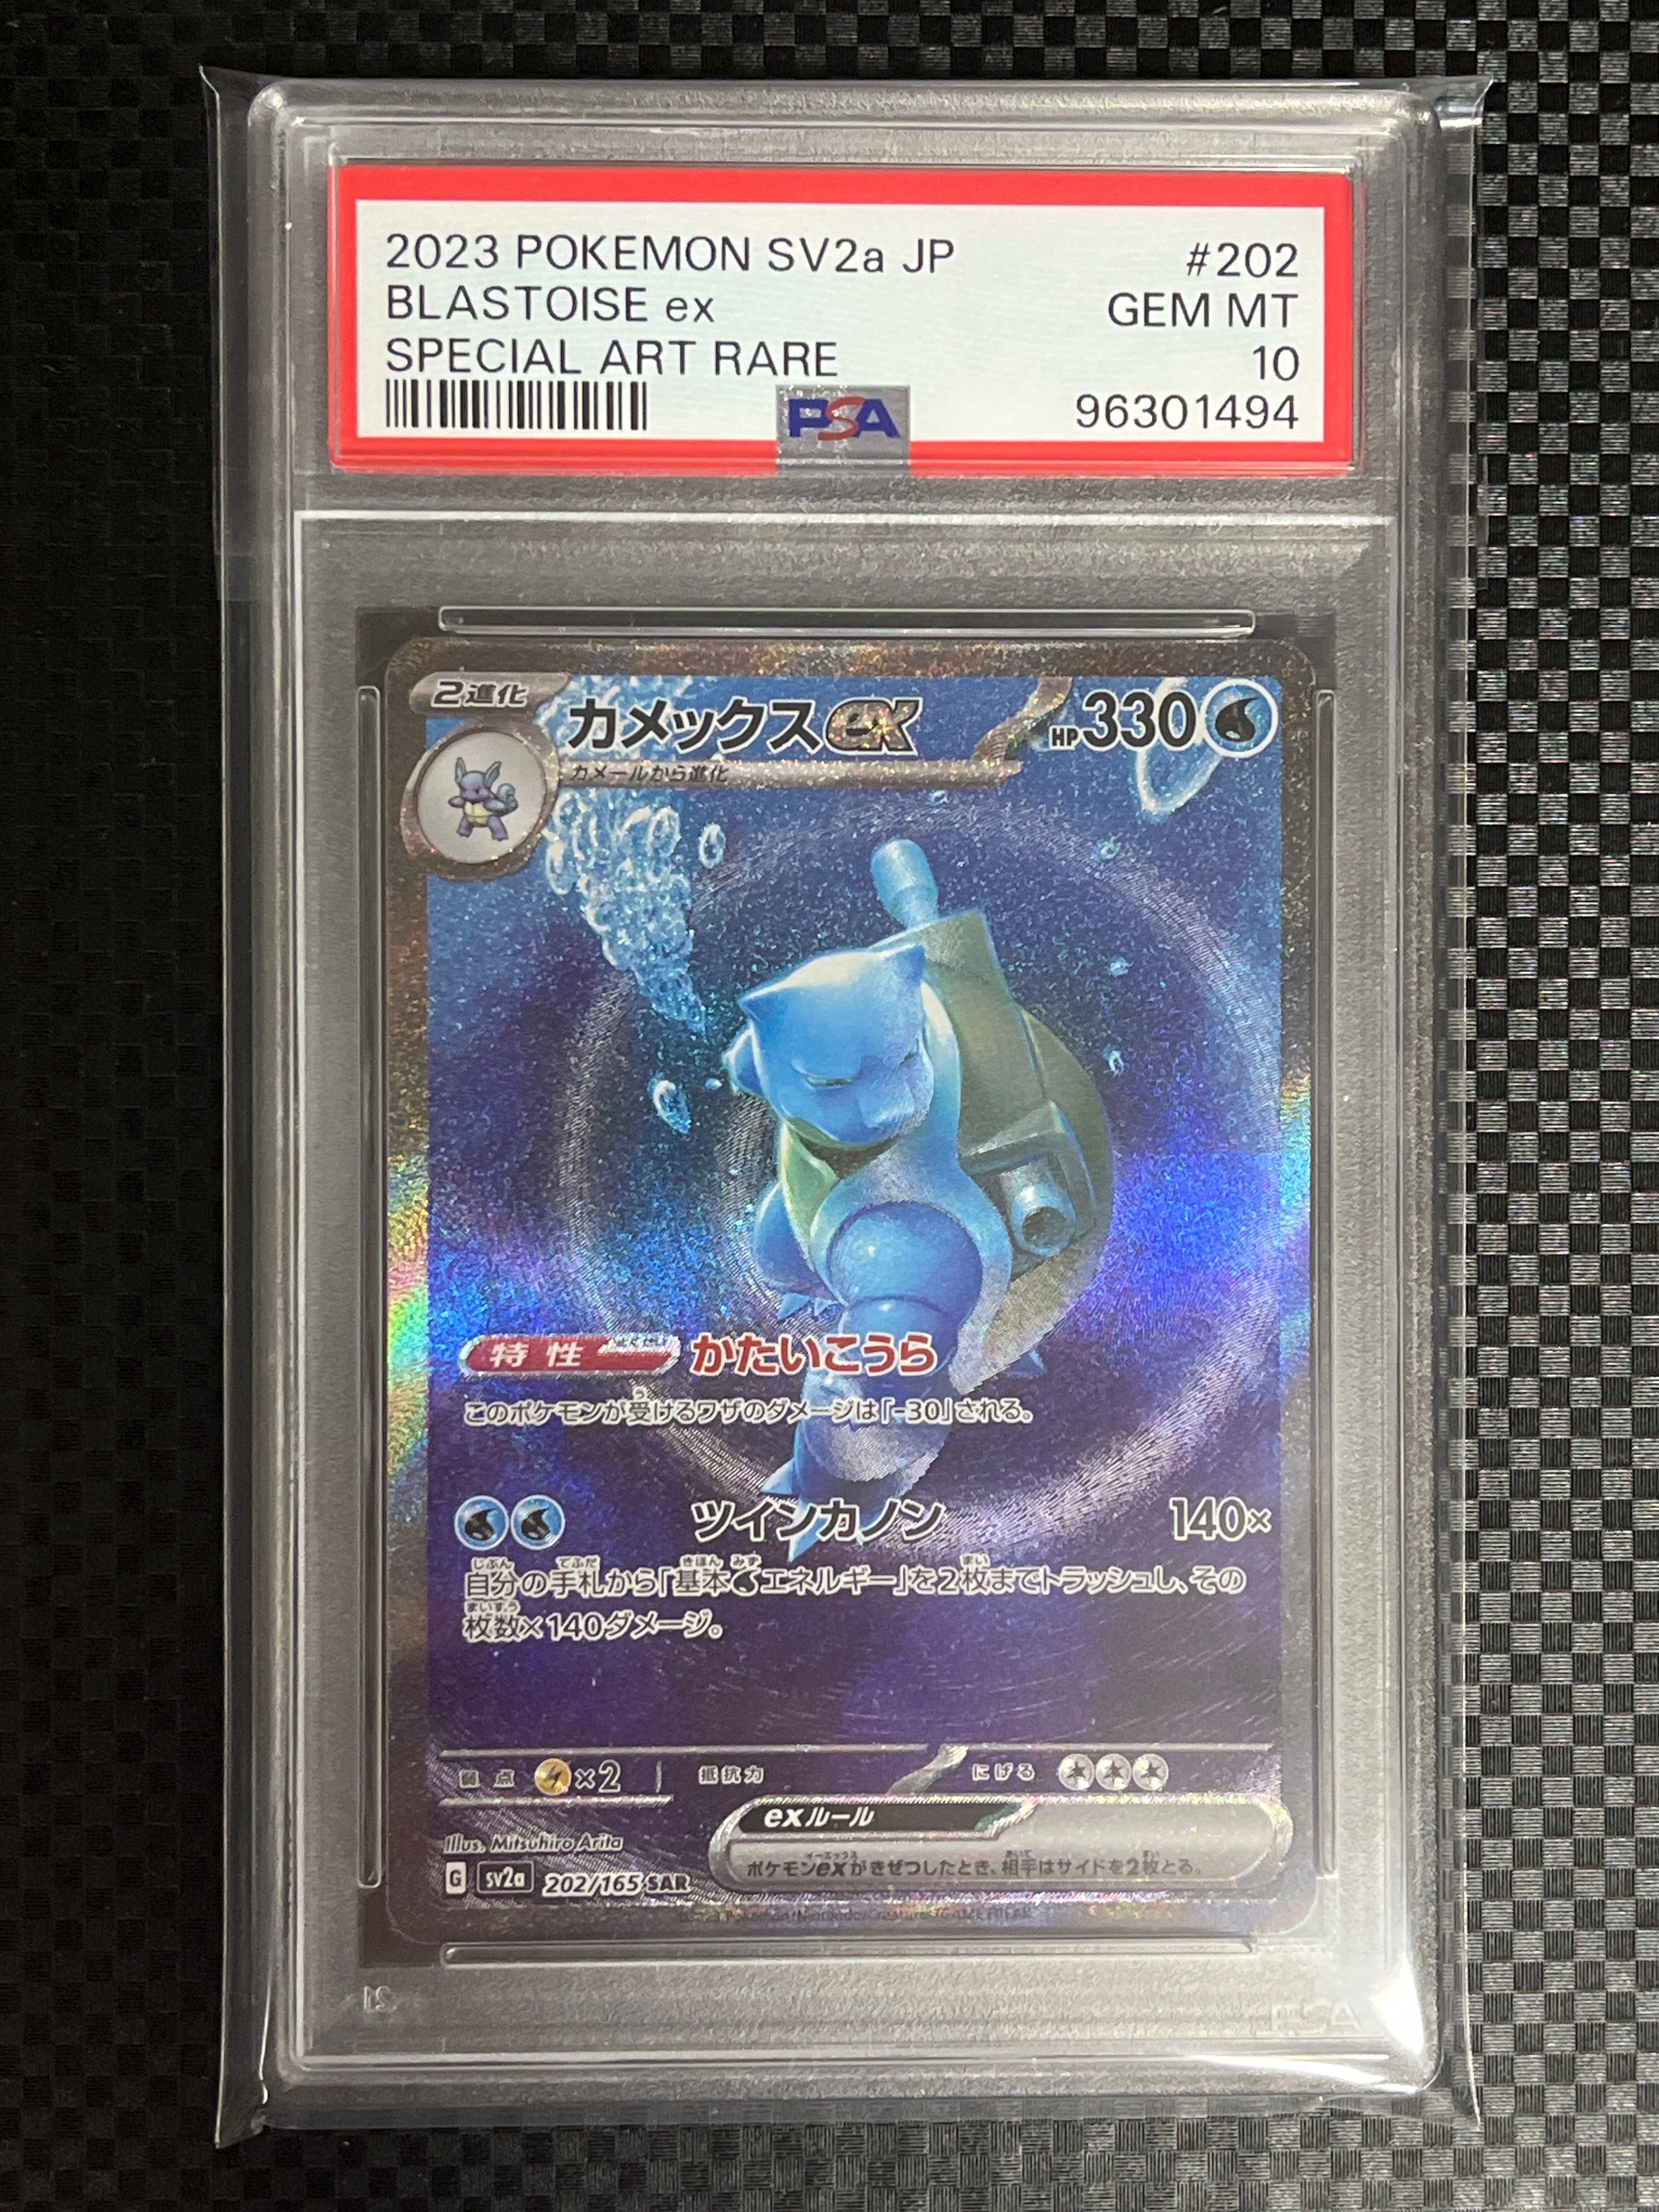 2023 POKEMON SV2a JP #202
BLASTOISE ex GEM MT
SPECIAL ART RARE 10
PSA 96301494
2進化 カメックスex HP330
カメールから進化
特性 かたいこうら
このポケモンが受けるワザのダメージは「-30」される。
ツインカノン 140×
自分の手札から「基本エネルギー」を2枚までトラッシュし、その
枚数×140ダメージ。
弱点 ×2 抵抗力 にげる
exルール
ポケモンexがきぜつしたとき、相手はサイドを2枚とる。
Illus. Mitsuhiro Arita
G sv2a 202/165 SAR